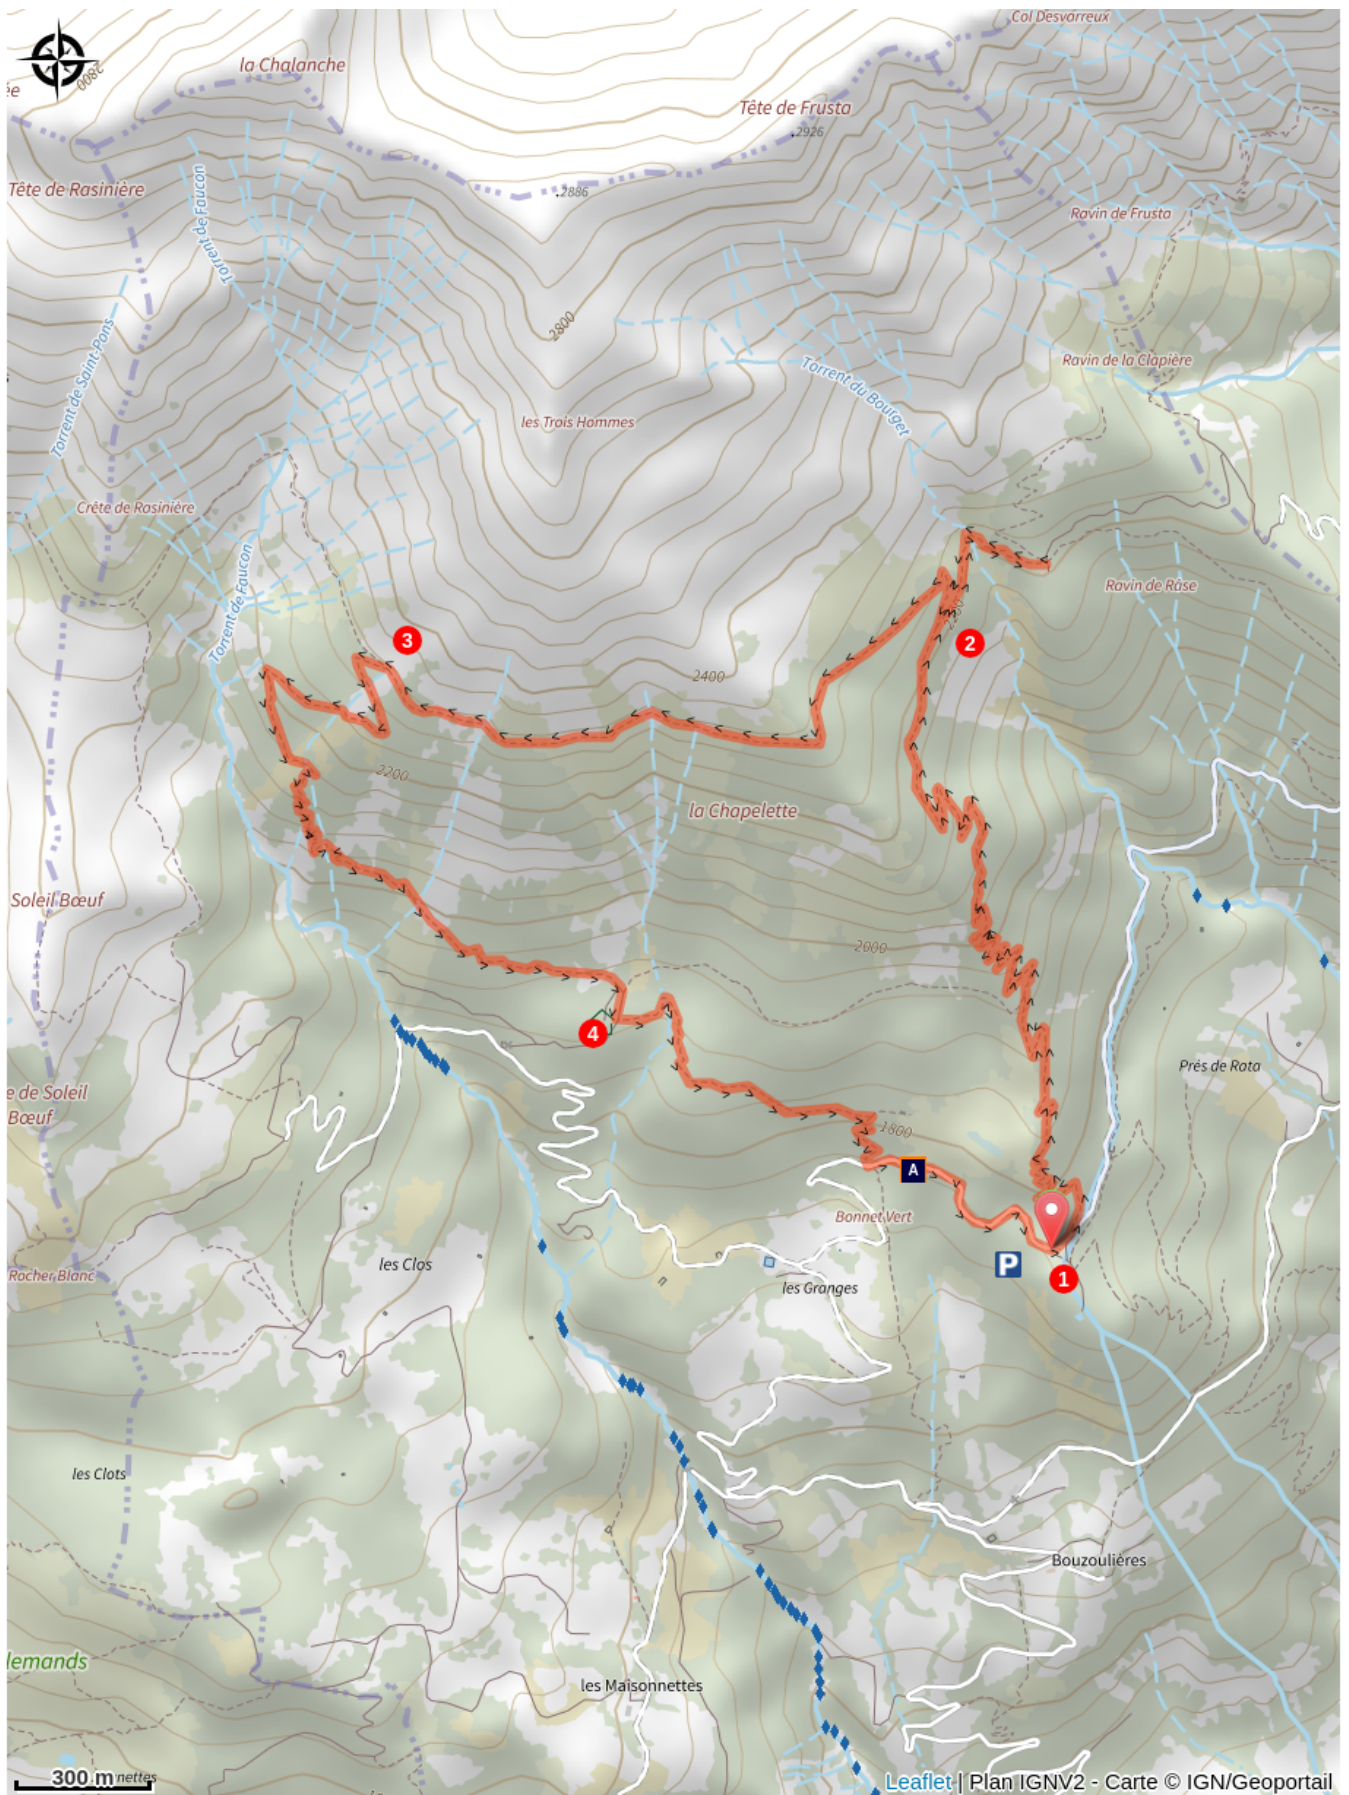 Col Desvarreux
la Chalanche
2800
ée
Tête de Frusta
2926
Tête de Rasinière
2886
Torrent de Faucon
Ravin de Frusta
2800
Torrent de Saint-Pons
Ravin de la Clapière
Torrent du Bourget
les Trois Hommes
Crête de Rasinière
Torrent de Faucon
Ravin de Râse
3
2
2400
2200
la Chapelette
Soleil Bœuf
2000
4
Prés de Rata
e de Soleil
Bœuf
1800
A
Bonnet Vert
les Clos
P
Rocher Blanc
1
les Granges
les Clots
Bouzoulières
lemands
les Maisonnettes
300 m
nettes
Leaflet | Plan IGNV2 - Carte © IGN/Geoportail